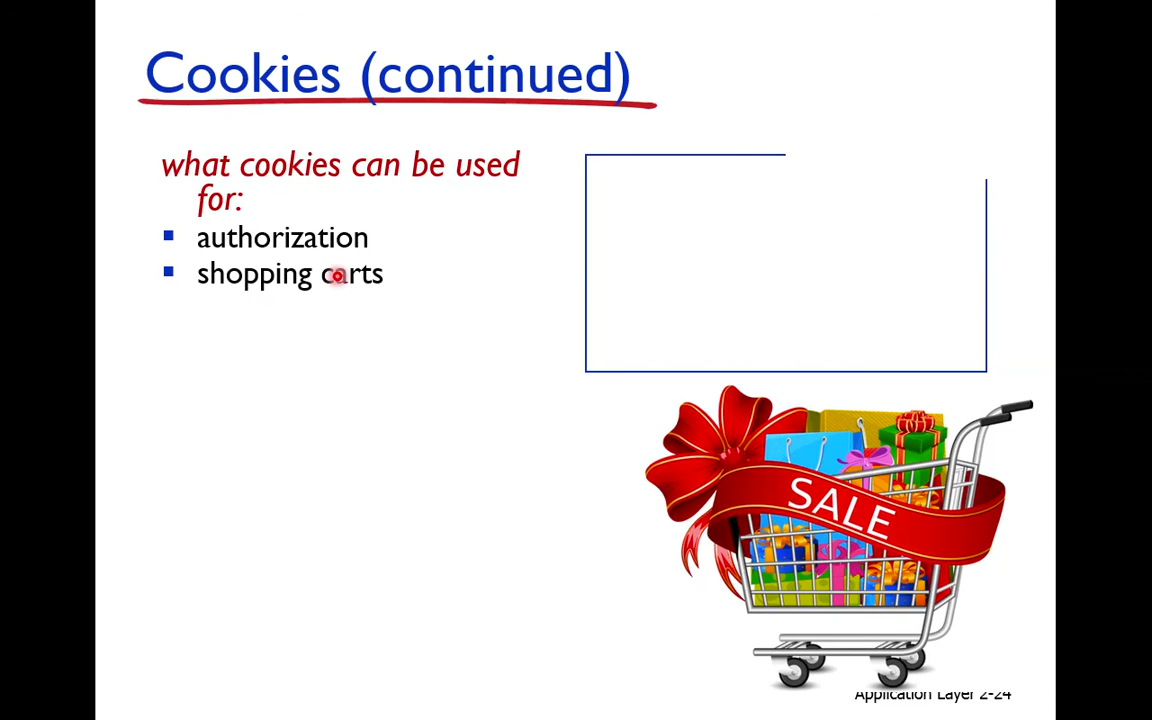 Cookies (continued)
what cookies can be used
for:
authorization
shopping carts
SALE
Application Layer 2-24